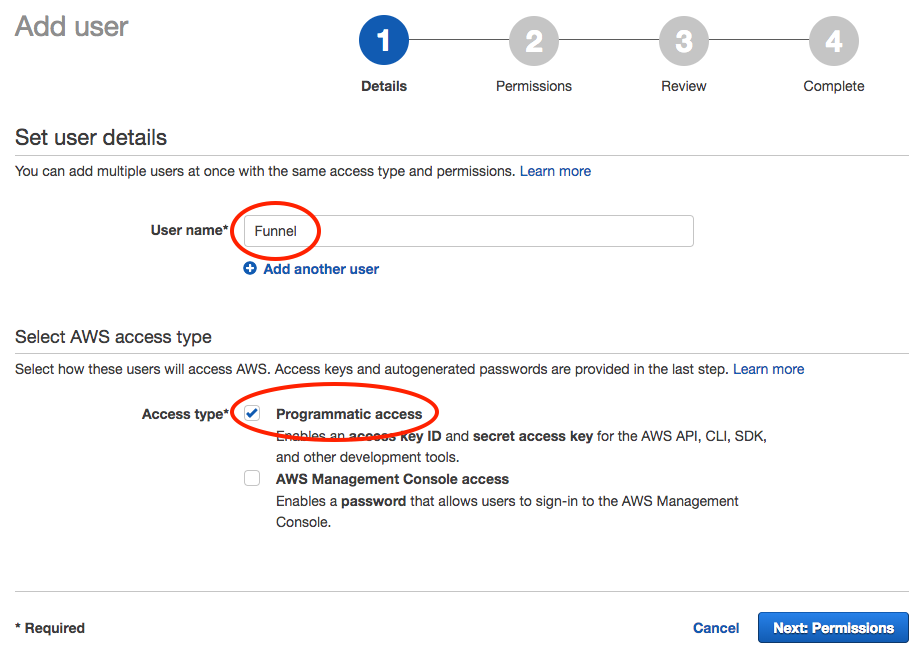 Add user
1
2
3
4
Details
Permissions
Review
Complete
Set user details
You can add multiple users at once with the same access type and permissions. Learn more
User name*
Funnel
Add another user
Select AWS access type
Select how these users will access AWS. Access keys and autogenerated passwords are provided in the last step. Learn more
Access type*
Programmatic access
Enables an access key ID and secret access key for the AWS API, CLI, SDK,
and other development tools.
AWS Management Console access
Enables a password that allows users to sign-in to the AWS Management
Console.
* Required
Cancel
Next: Permissions